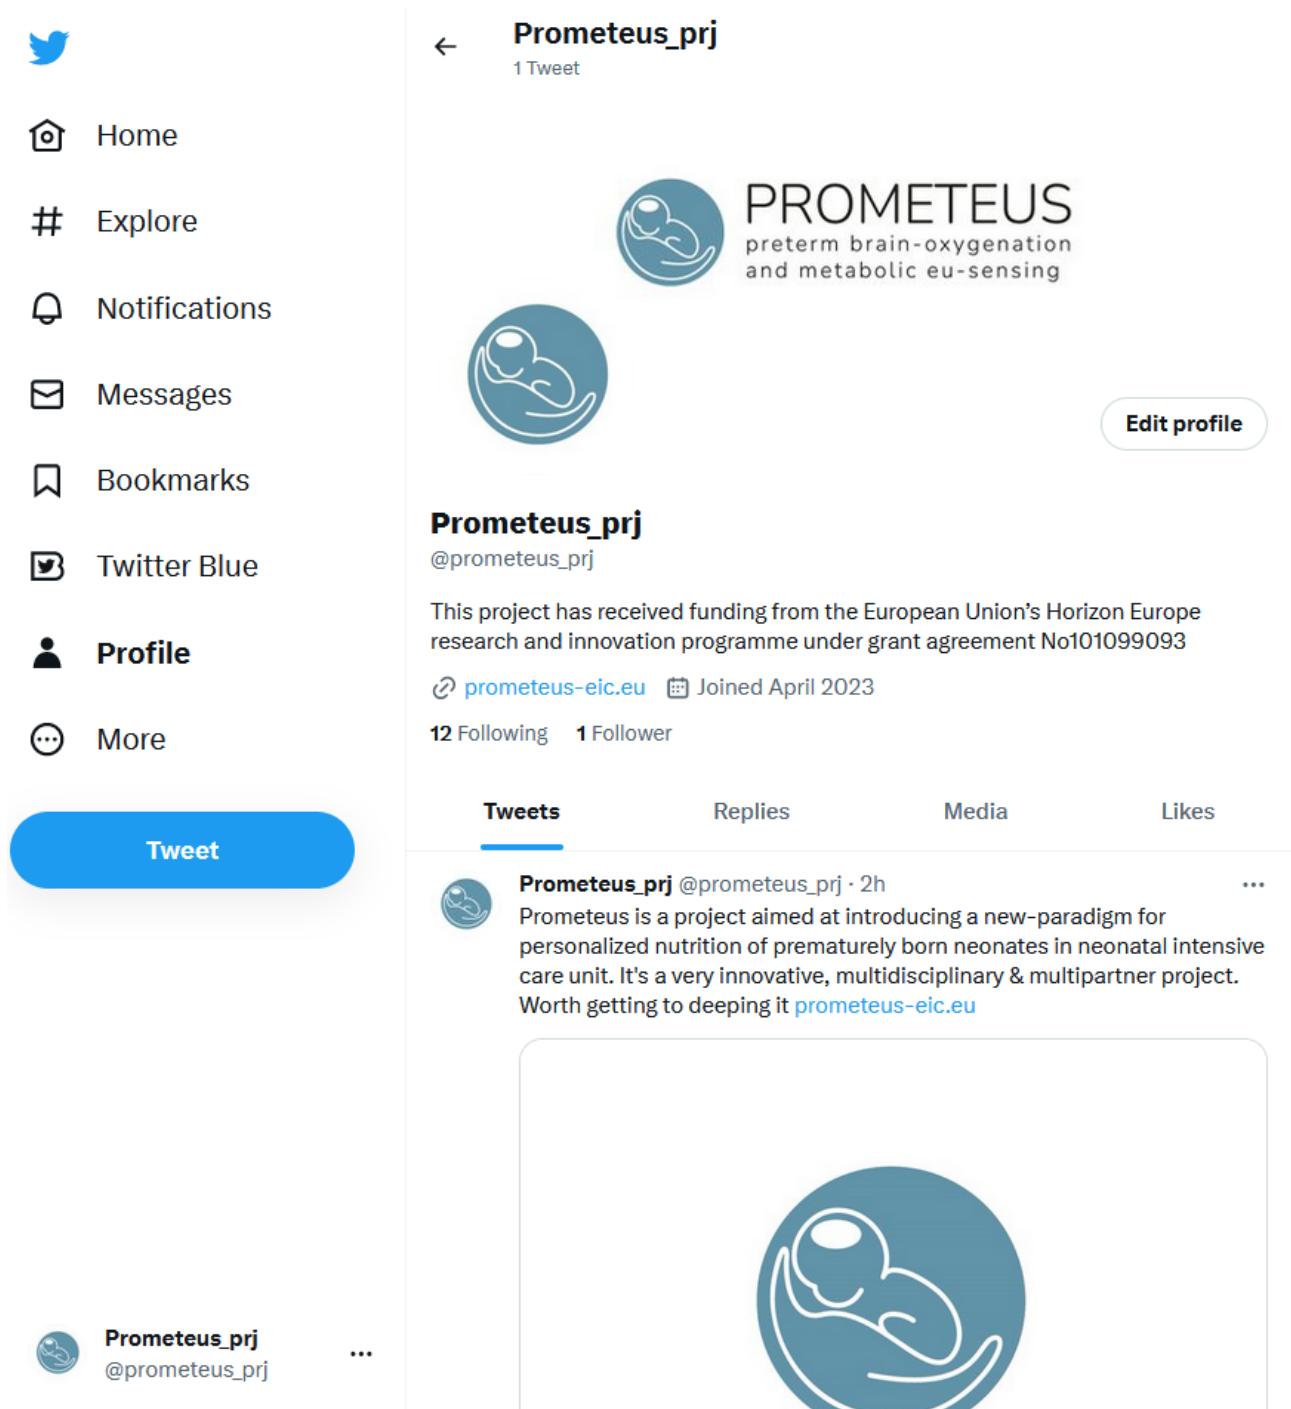 Prometeus_prj
1 Tweet
Home
Explore
Notifications
Messages
Bookmarks
Twitter Blue
Profile
More
Tweet
Prometeus_prj
@prometeus_prj
PROMETEUS
preterm brain-oxygenation
and metabolic eu-sensing
Edit profile
Prometeus_prj
@prometeus_prj
This project has received funding from the European Union’s Horizon Europe
research and innovation programme under grant agreement No101099093
prometeus-eic.eu Joined April 2023
12 Following 1 Follower
Tweets Replies Media Likes
Prometeus_prj @prometeus_prj · 2h
Prometeus is a project aimed at introducing a new-paradigm for
personalized nutrition of prematurely born neonates in neonatal intensive
care unit. It's a very innovative, multidisciplinary & multipartner project.
Worth getting to deeping it prometeus-eic.eu